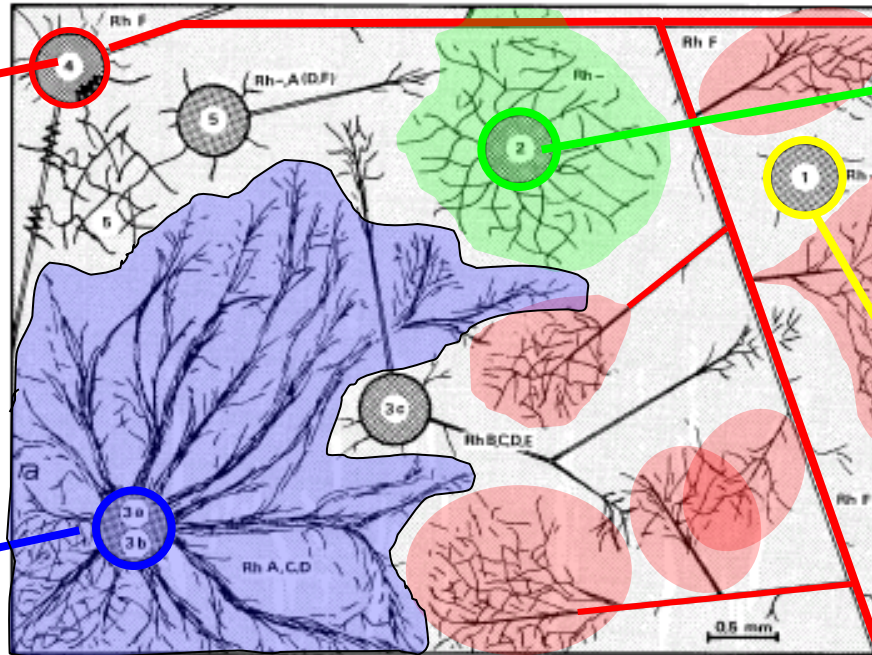 Rh F
4
Rh-, A (D,F)
Rh-
Rh F
5
2
1
Rh-
5
3c
Rh B,C,D,E
a
3a
3b
Rh F
Rh A,C,D
0,5 mm